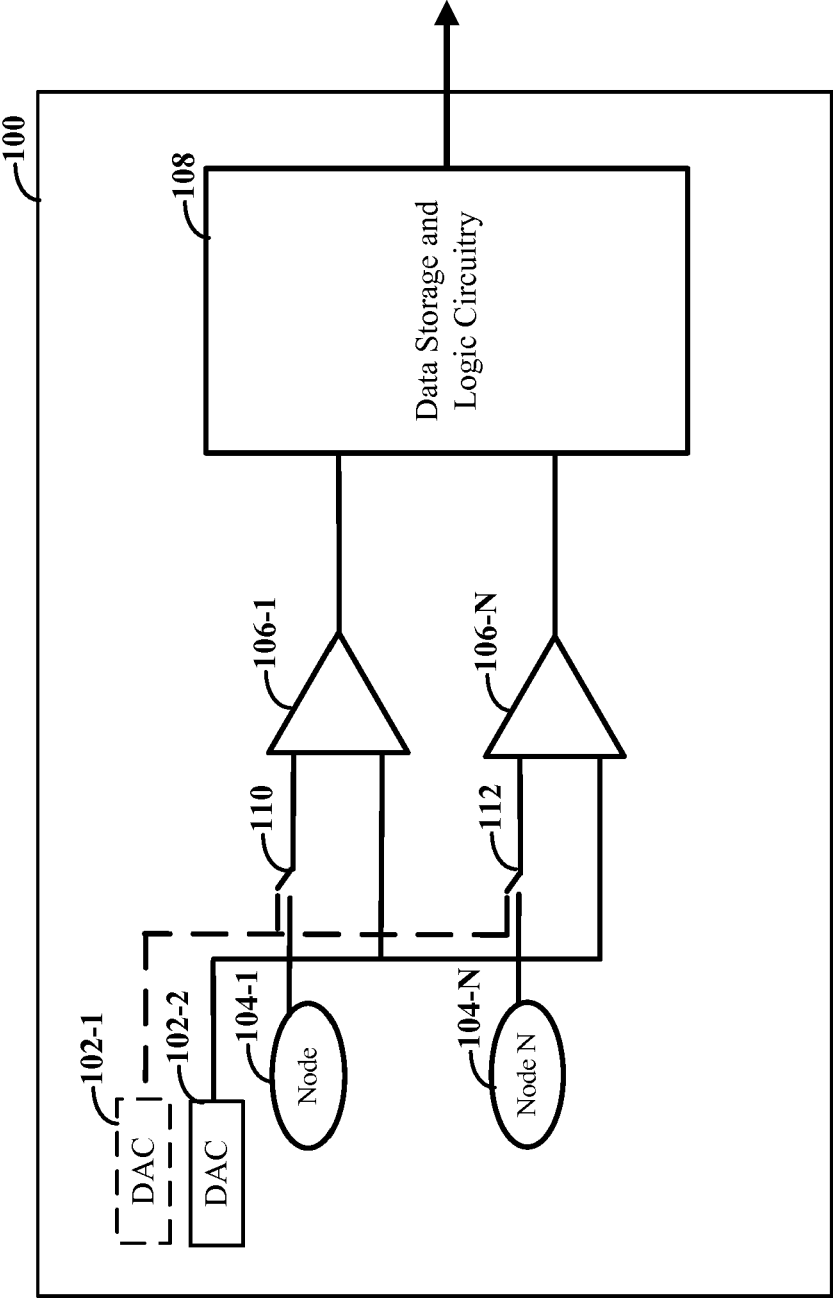 100
108
Data Storage and
Logic Circuitry
106-1
106-N
110
112
102-1
DAC
102-2
DAC
104-1
Node
104-N
Node N